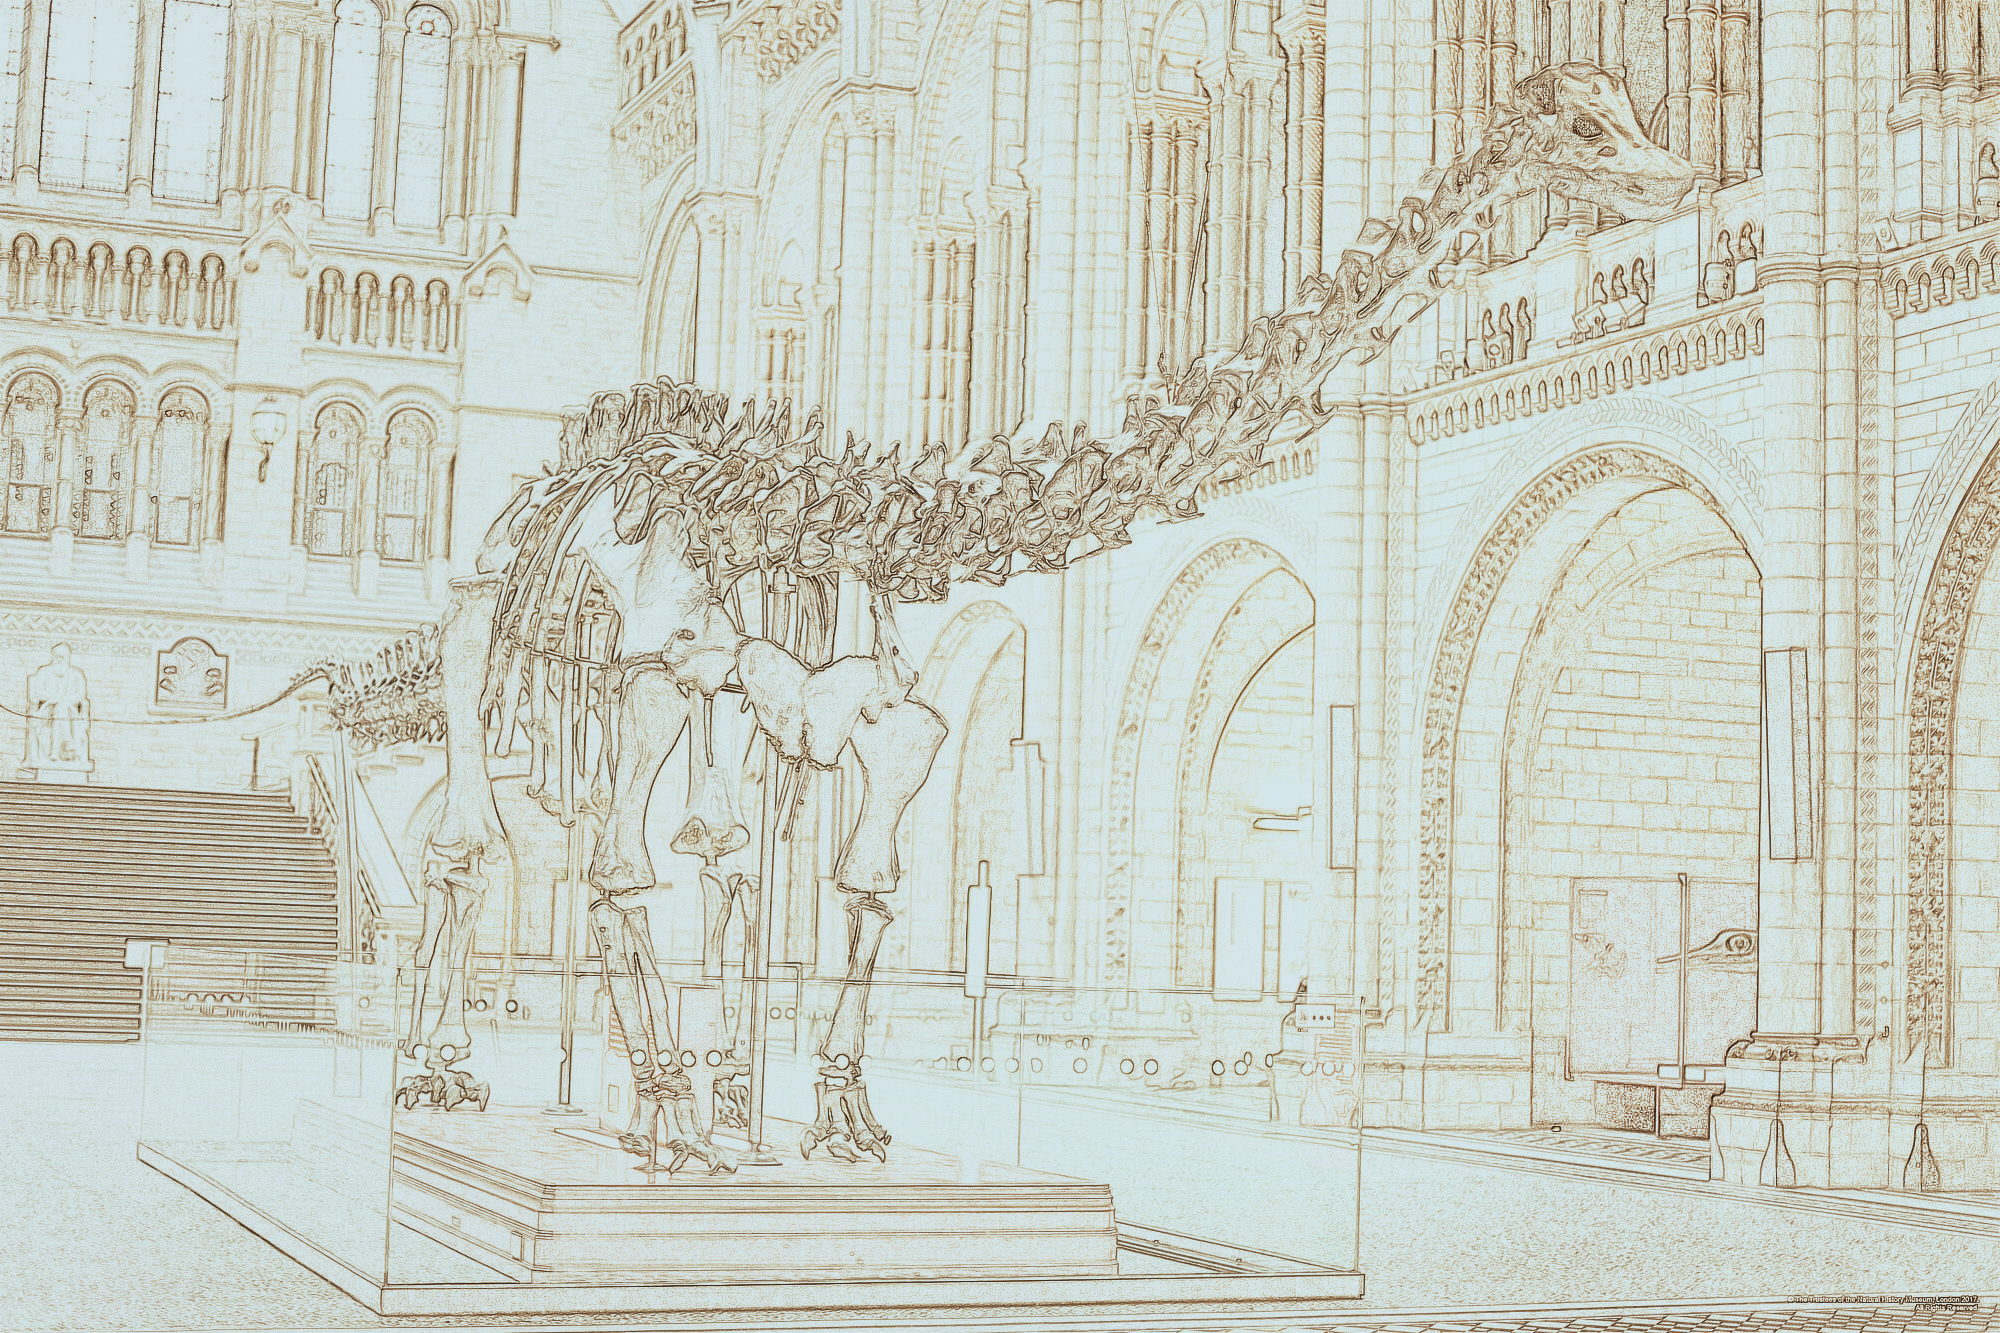 © The Trustees of the Natural History Museum, London 2017.
All Rights Reserved.